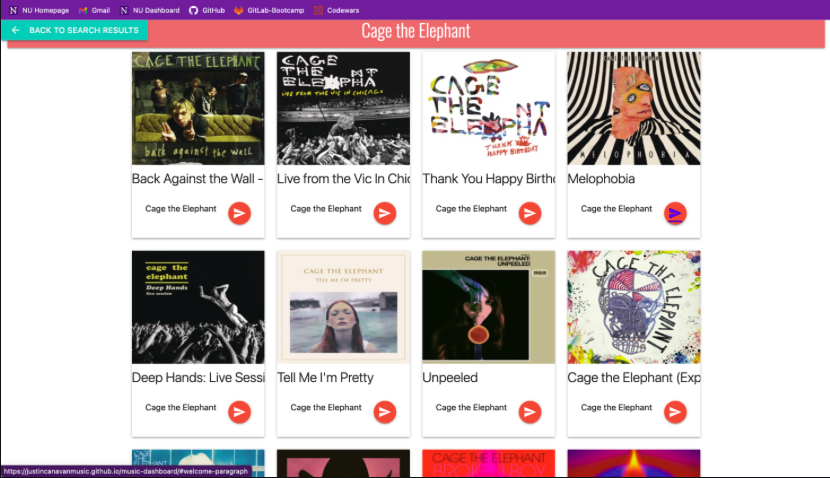 NU Homepage Gmail NU Dashboard GitHub GitLab-Bootcamp Codewars
BACK TO SEARCH RESULTS
Cage the Elephant
CAGE THE ELEPHANT
back against the wall
CAGE THE ELEPHA NT
LIVE FROM THE VIC IN CHICAGO
CAGE THE ELEPHA NT
THANK YOU HAPPY BIRTHDAY
MELOPHOBIA
Back Against the Wall -
Live from the Vic In Chic
Thank You Happy Birthd
Melophobia
Cage the Elephant
Cage the Elephant
Cage the Elephant
Cage the Elephant
cage the elephant
Deep Hands
live session
CAGE THE ELEPHANT
TELL ME I'M PRETTY
CAGE THE ELEPHANT:
UNPEELED
CAGE THE ELEPHANT
Deep Hands: Live Sessi
Tell Me I'm Pretty
Unpeeled
Cage the Elephant (Exp
Cage the Elephant
Cage the Elephant
Cage the Elephant
Cage the Elephant
CAGE THE ELEPHANT
BROKEN BOY
https://justincanavanmusic.github.io/music-dashboard/#welcome-paragraph